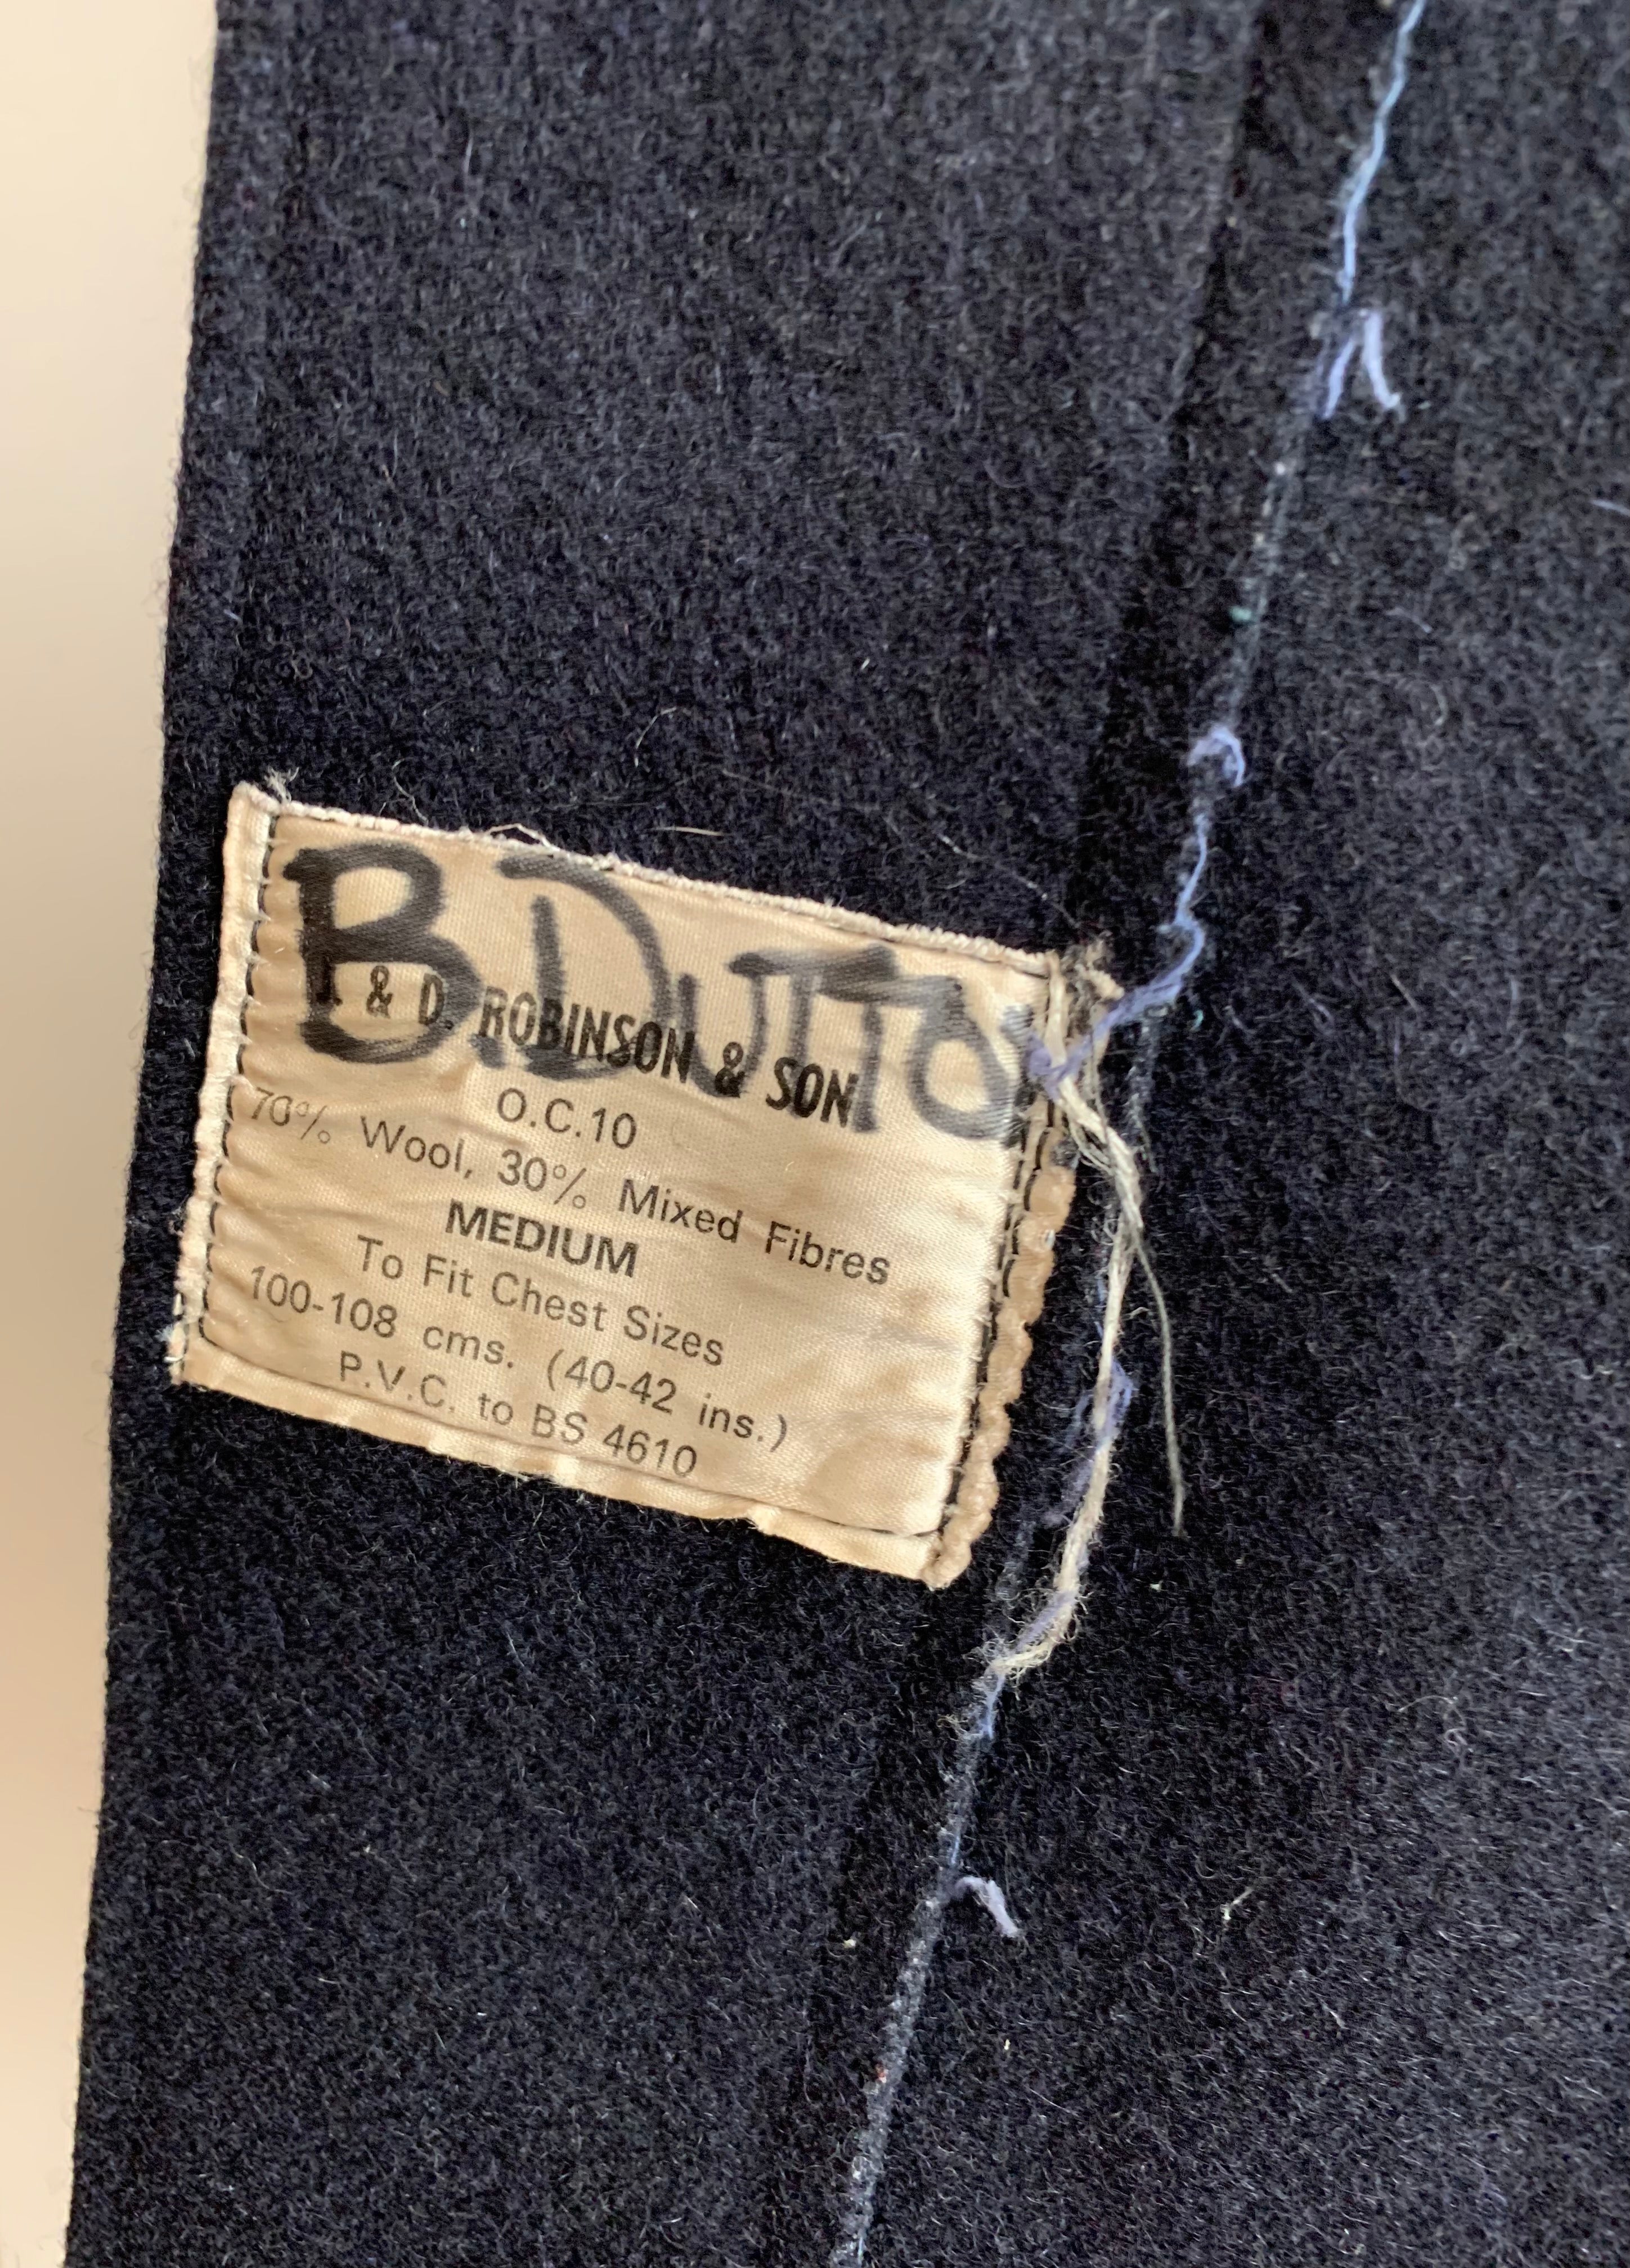 B. DUTTO
& D. ROBINSON & SON
O.C.10
70% Wool, 30% Mixed Fibres
MEDIUM
To Fit Chest Sizes
100-108 cms. (40-42 ins.)
P.V.C. to BS 4610